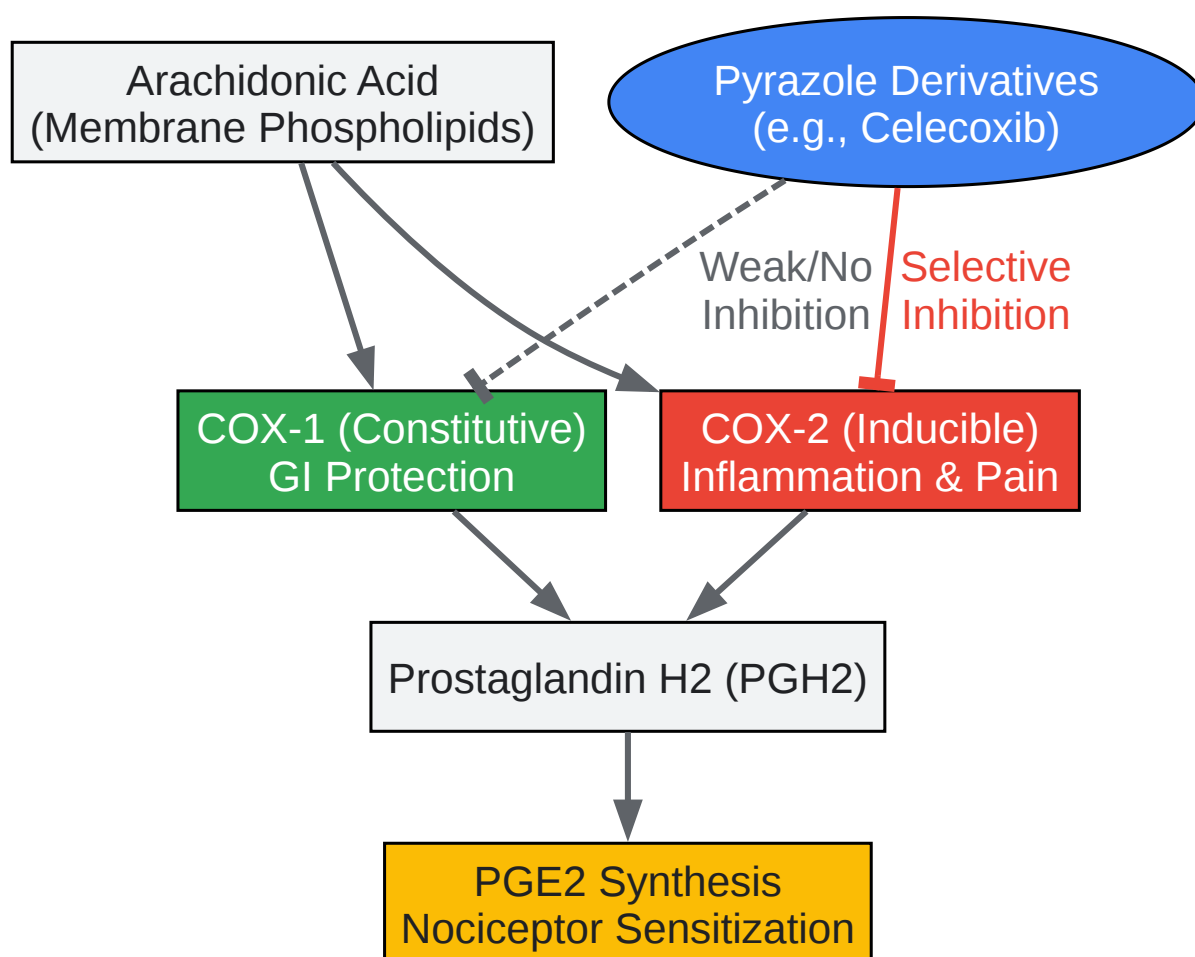 Arachidonic Acid
(Membrane Phospholipids)
Pyrazole Derivatives
(e.g., Celecoxib)
Weak/No
Inhibition
Selective
Inhibition
COX-1 (Constitutive)
GI Protection
COX-2 (Inducible)
Inflammation & Pain
Prostaglandin H2 (PGH2)
PGE2 Synthesis
Nociceptor Sensitization